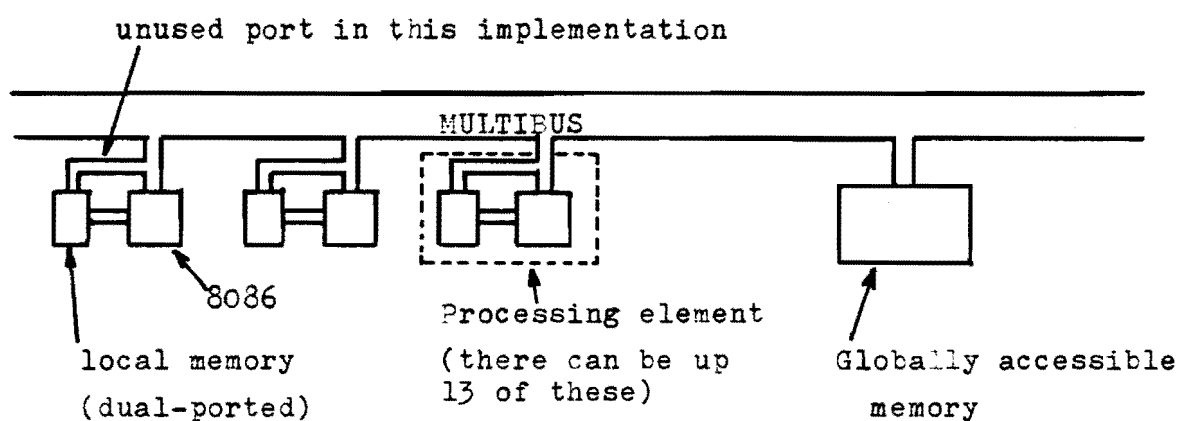 unused port in this implementation
MULTIBUS
8086
local memory
(dual-ported)
Processing element
(there can be up
13 of these)
Globally accessible
memory